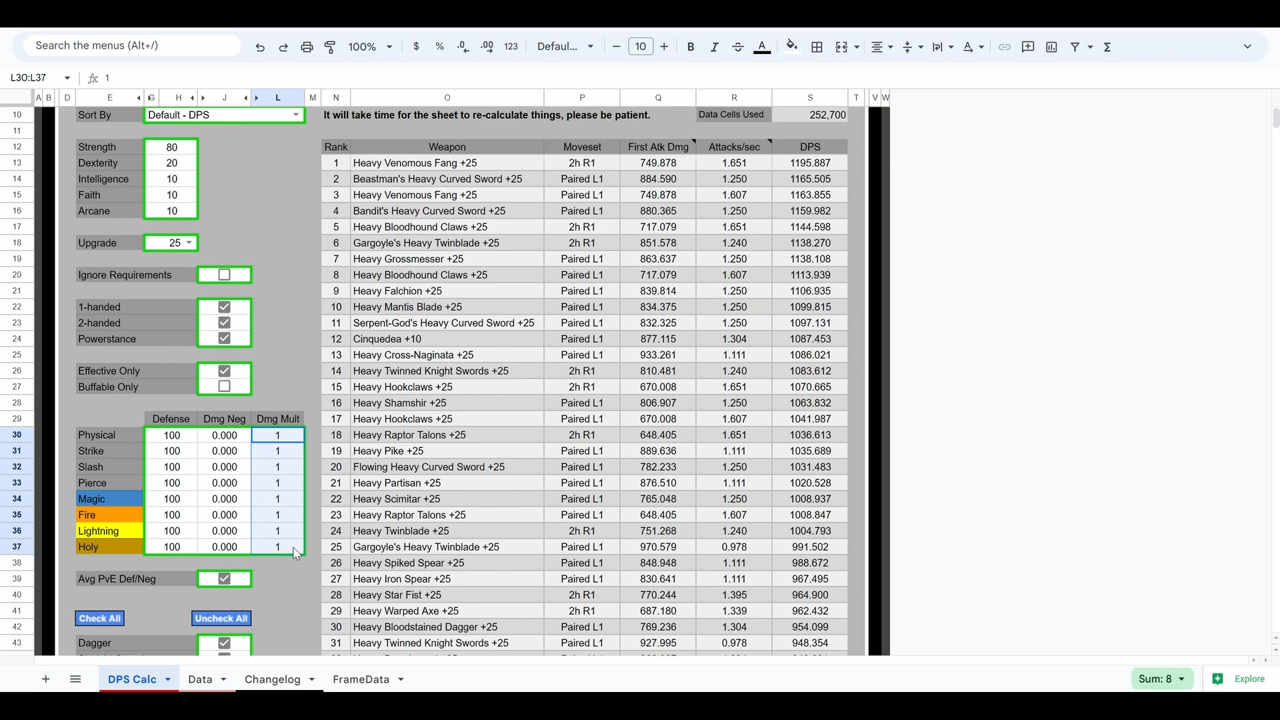 Search the menus (Alt+/) 100% $ % .0 .00 123 Defaul... − 10 + B I A Σ
L30:L37 fx 1
A B D E G H J L M N O P Q R S T V W
10 Sort By Default - DPS It will take time for the sheet to re-calculate things, please be patient. Data Cells Used 252,700
11
12 Strength 80 Rank Weapon Moveset First Atk Dmg Attacks/sec DPS
13 Dexterity 20 1 Heavy Venomous Fang +25 2h R1 749.878 1.651 1195.887
14 Intelligence 10 2 Beastman's Heavy Curved Sword +25 Paired L1 884.590 1.250 1165.505
15 Faith 10 3 Heavy Venomous Fang +25 Paired L1 749.878 1.607 1163.855
16 Arcane 10 4 Bandit's Heavy Curved Sword +25 Paired L1 880.365 1.250 1159.982
17 5 Heavy Bloodhound Claws +25 2h R1 717.079 1.651 1144.598
18 Upgrade 25 6 Gargoyle's Heavy Twinblade +25 2h R1 851.578 1.240 1138.270
19 7 Heavy Grossmesser +25 Paired L1 863.637 1.250 1138.108
20 Ignore Requirements 8 Heavy Bloodhound Claws +25 Paired L1 717.079 1.607 1113.939
21 9 Heavy Falchion +25 Paired L1 839.814 1.250 1106.935
22 1-handed 10 Heavy Mantis Blade +25 Paired L1 834.375 1.250 1099.815
23 2-handed 11 Serpent-God's Heavy Curved Sword +25 Paired L1 832.325 1.250 1097.131
24 Powerstance 12 Cinquedea +10 Paired L1 877.115 1.304 1087.453
25 13 Heavy Cross-Naginata +25 Paired L1 933.261 1.111 1086.021
26 Effective Only 14 Heavy Twinned Knight Swords +25 2h R1 810.481 1.240 1083.612
27 Buffable Only 15 Heavy Hookclaws +25 2h R1 670.008 1.651 1070.665
28 16 Heavy Shamshir +25 Paired L1 806.907 1.250 1063.832
29 Defense Dmg Neg Dmg Mult 17 Heavy Hookclaws +25 Paired L1 670.008 1.607 1041.987
30 Physical 100 0.000 1 18 Heavy Raptor Talons +25 2h R1 648.405 1.651 1036.613
31 Strike 100 0.000 1 19 Heavy Pike +25 Paired L1 889.636 1.111 1035.689
32 Slash 100 0.000 1 20 Flowing Heavy Curved Sword +25 Paired L1 782.233 1.250 1031.483
33 Pierce 100 0.000 1 21 Heavy Partisan +25 Paired L1 876.510 1.111 1020.528
34 Magic 100 0.000 1 22 Heavy Scimitar +25 Paired L1 765.048 1.250 1008.937
35 Fire 100 0.000 1 23 Heavy Raptor Talons +25 Paired L1 648.405 1.607 1008.847
36 Lightning 100 0.000 1 24 Heavy Twinblade +25 2h R1 751.268 1.240 1004.793
37 Holy 100 0.000 1 25 Gargoyle's Heavy Twinblade +25 Paired L1 970.579 0.978 991.502
38 26 Heavy Spiked Spear +25 Paired L1 848.948 1.111 988.672
39 Avg PvE Def/Neg 27 Heavy Iron Spear +25 Paired L1 830.641 1.111 967.495
40 28 Heavy Star Fist +25 2h R1 770.244 1.395 964.900
41 Check All Uncheck All 29 Heavy Warped Axe +25 2h R1 687.180 1.339 962.432
42 30 Heavy Bloodstained Dagger +25 Paired L1 769.236 1.304 954.099
43 Dagger 31 Heavy Twinned Knight Swords +25 Paired L1 927.995 0.978 948.354
+ DPS Calc Data Changelog FrameData Sum: 8 Explore